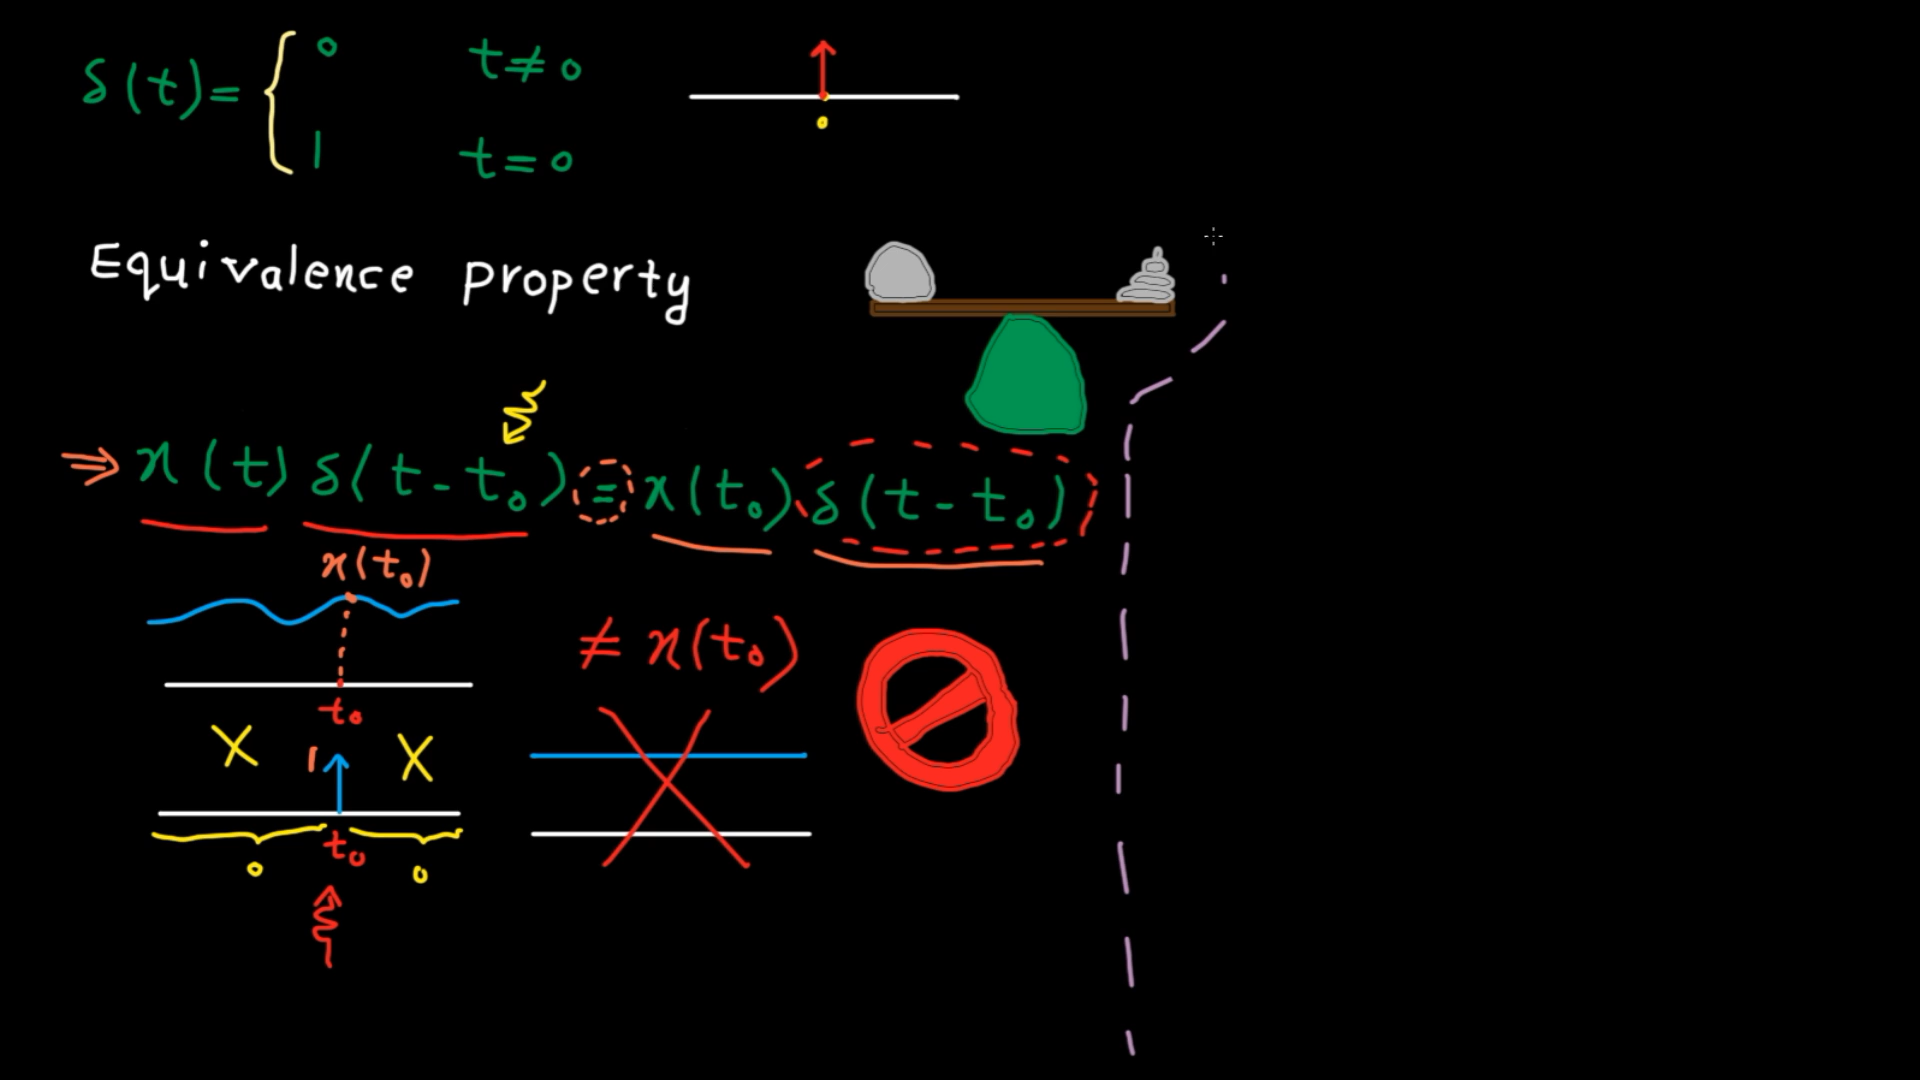 δ(t) = { 0 t≠0
1 t=0
0
Equivalence property
x(t) δ(t-t₀) = x(t₀) δ(t-t₀)
x(t₀)
≠ x(t₀)
t₀
X 1 X
t₀
0 0